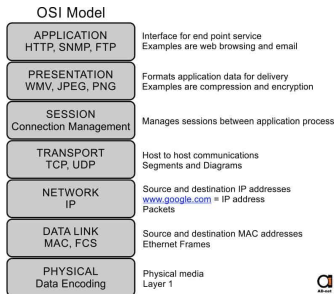 OSI Model
APPLICATION
HTTP, SNMP, FTP
Interface for end point service
Examples are web browsing and email
PRESENTATION
WMV, JPEG, PNG
Formats application data for delivery
Examples are compression and encryption
SESSION
Connection Management
Manages sessions between application process
TRANSPORT
TCP, UDP
Host to host communications
Segments and Diagrams
NETWORK
IP
Source and destination IP addresses
www.google.com = IP address
Packets
DATA LINK
MAC, FCS
Source and destination MAC addresses
Ethernet Frames
PHYSICAL
Data Encoding
Physical media
Layer 1